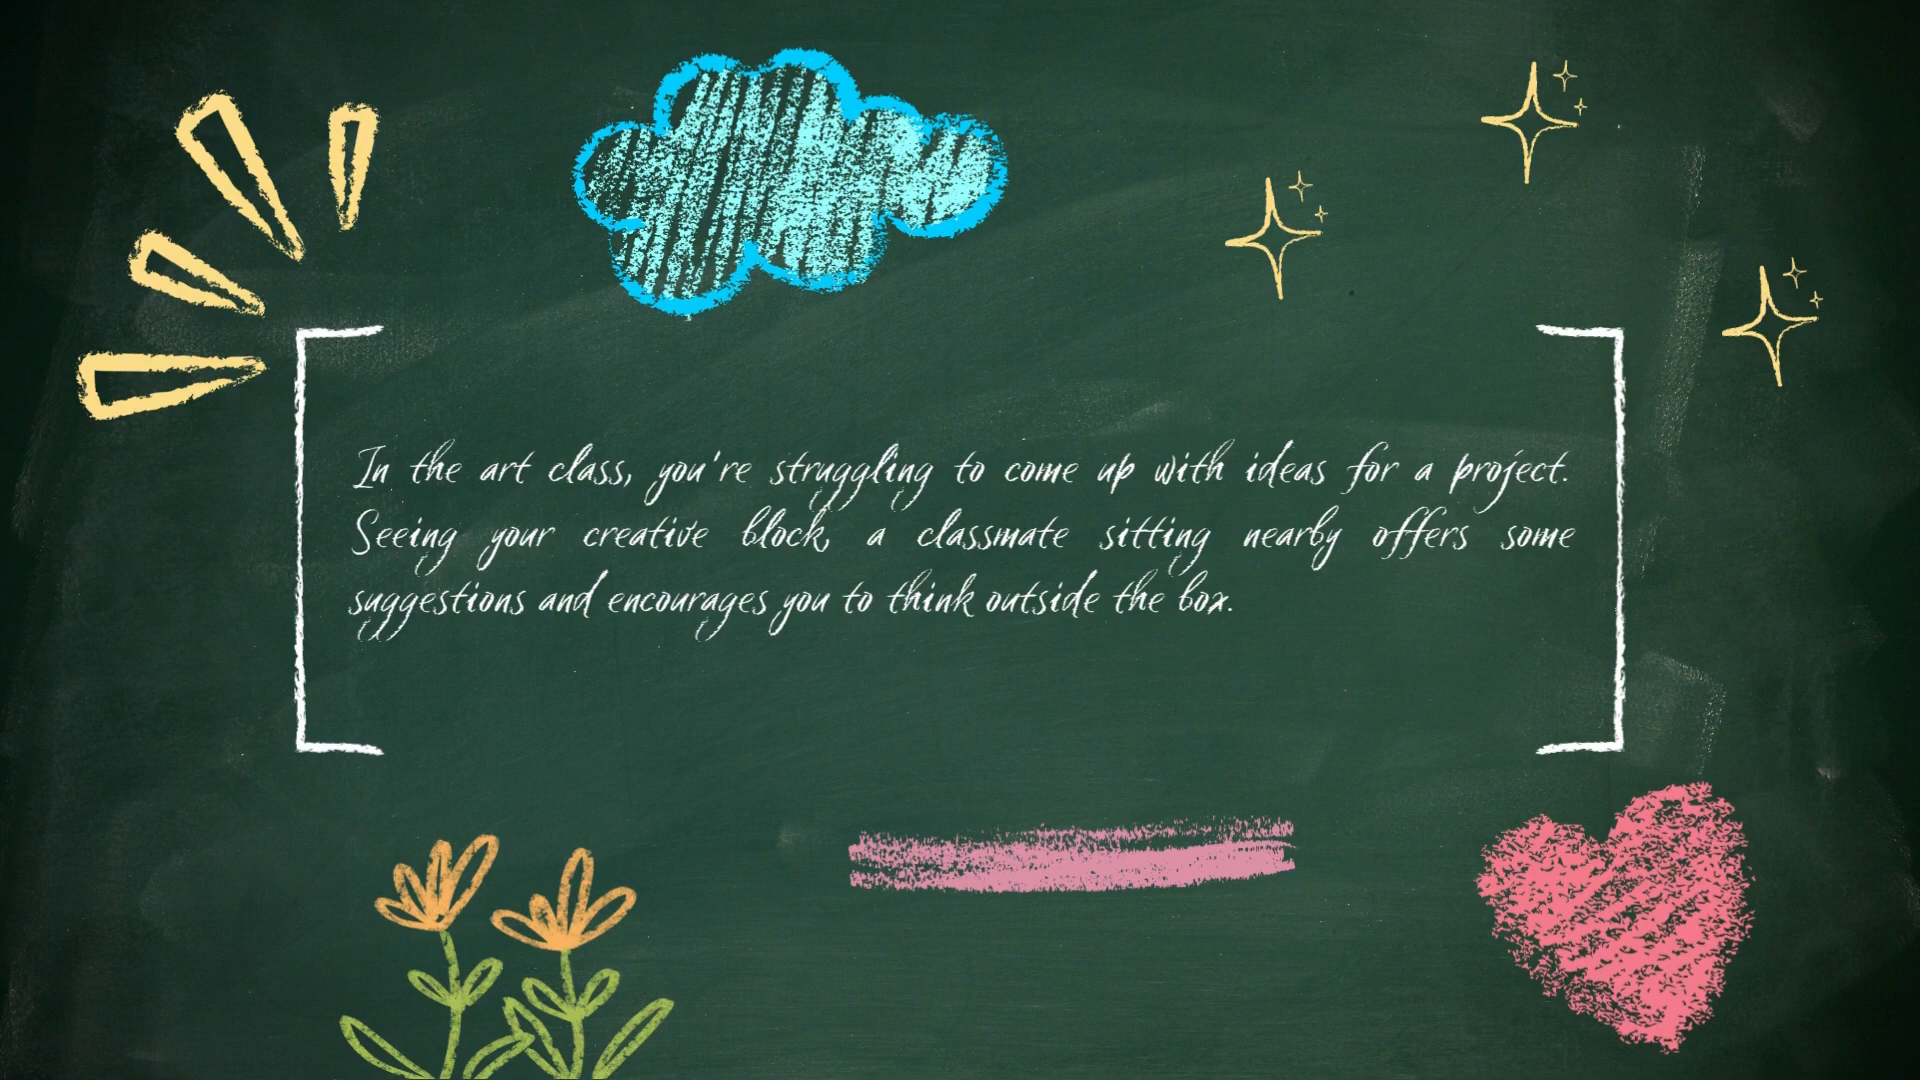 In the art class, you're struggling to come up with ideas for a project.
Seeing your creative block, a classmate sitting nearby offers some
suggestions and encourages you to think outside the box.